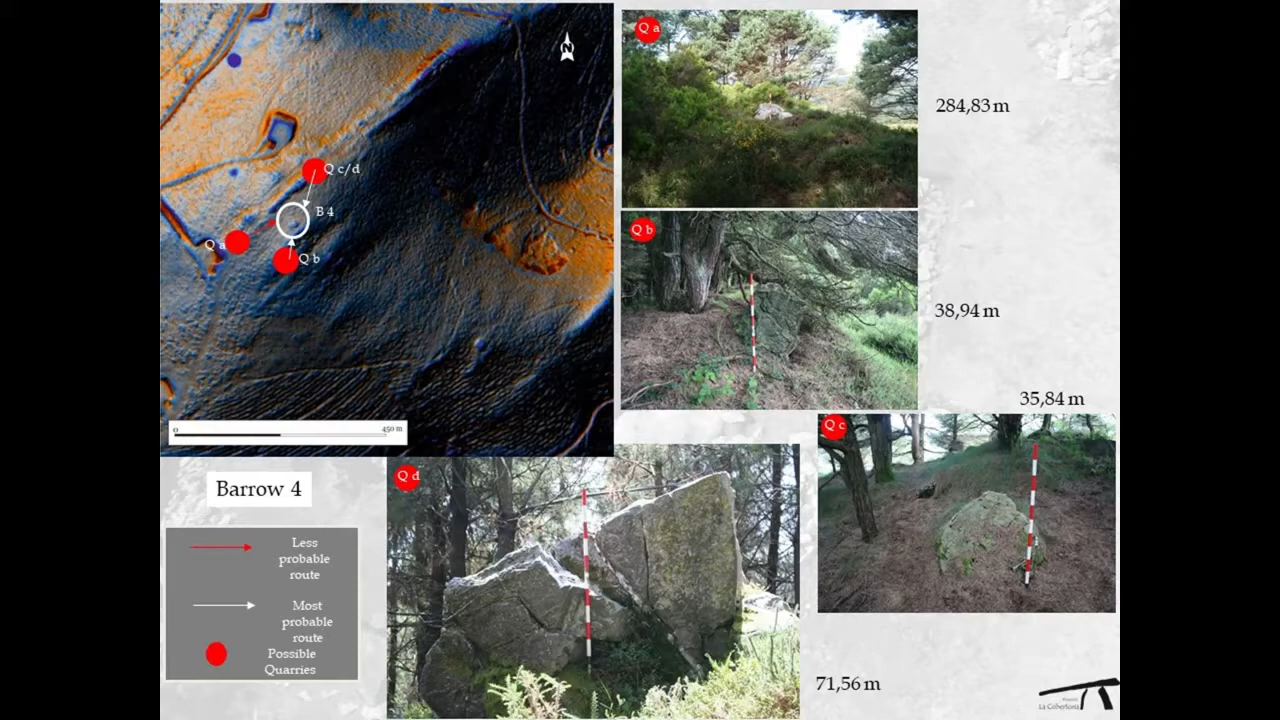 Q c/d
B 4
Q a
Q b
0
450 m
Q a
284,83 m
Q b
38,94 m
35,84 m
Q c
Q d
71,56 m
Barrow 4
Less
probable
route
Most
probable
route
Possible
Quarries
La Cobertoria